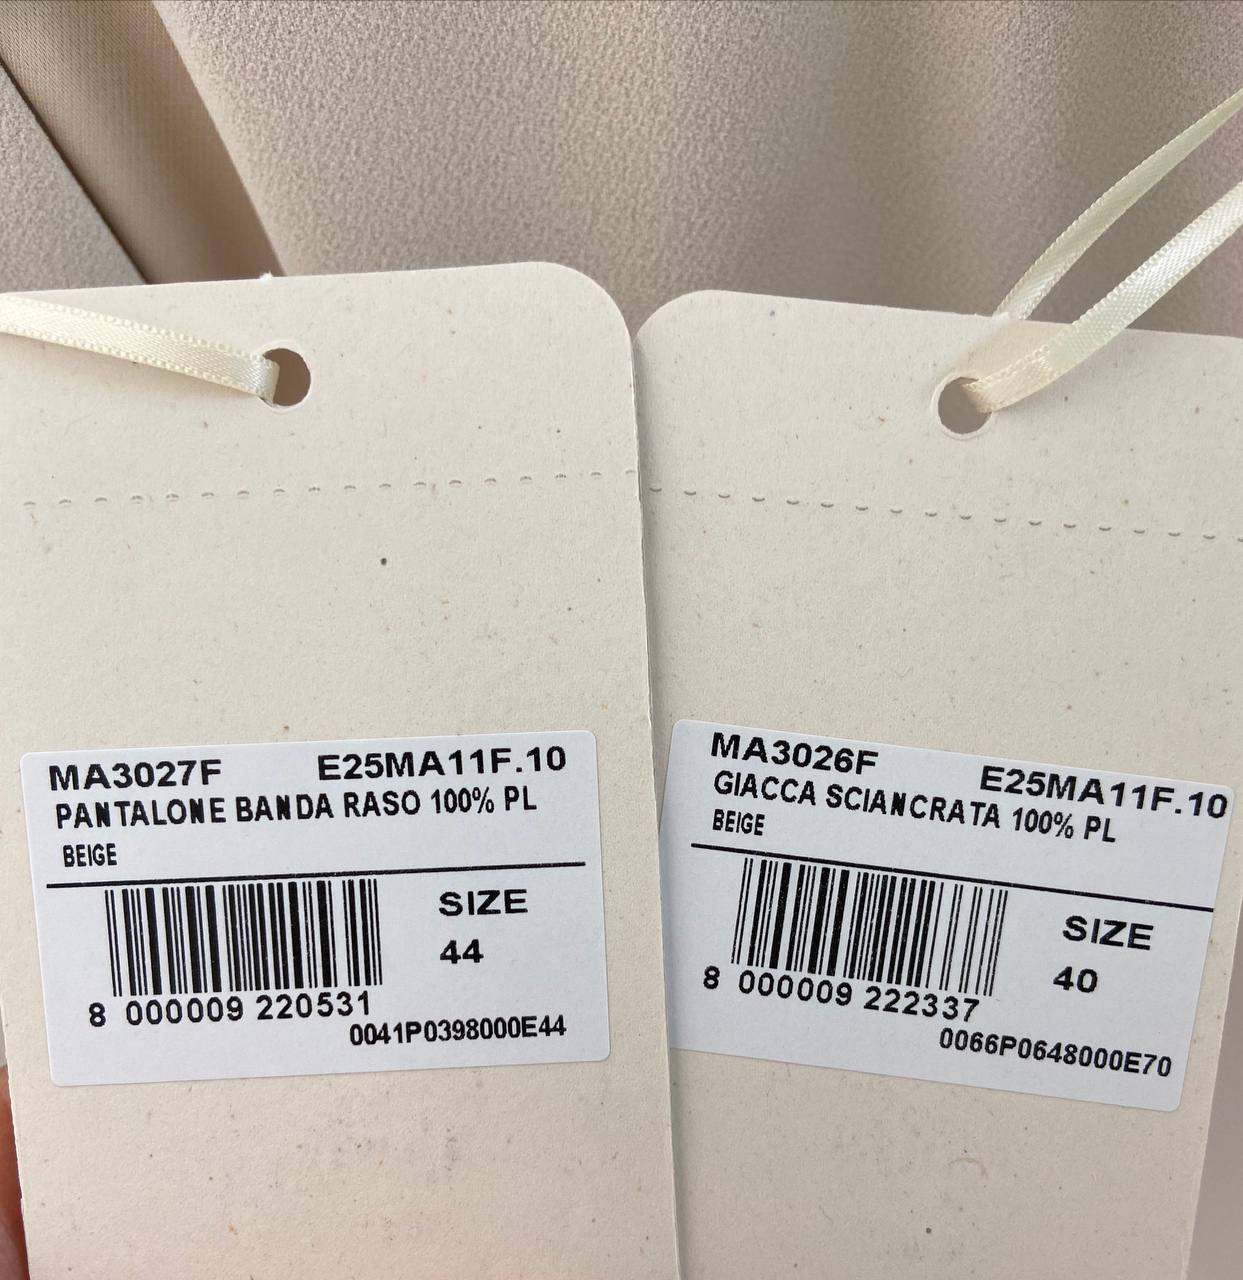 MA3027F E25MA11F.10
PANTALONE BANDA RASO 100% PL
BEIGE
SIZE
44
8 000009 220531
0041P0398000E44
MA3026F E25MA11F.10
GIACCA SCIANCRATA 100% PL
BEIGE
SIZE
40
8 000009 222337
0066P0648000E70